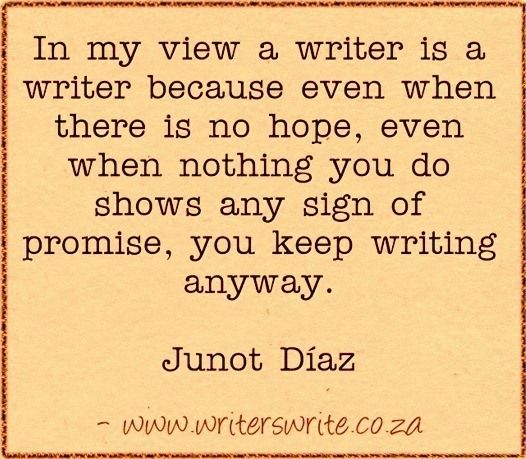 In my view a writer is a
writer because even when
there is no hope, even
when nothing you do
shows any sign of
promise, you keep writing
anyway.
Junot Díaz
- www.writerswrite.co.za